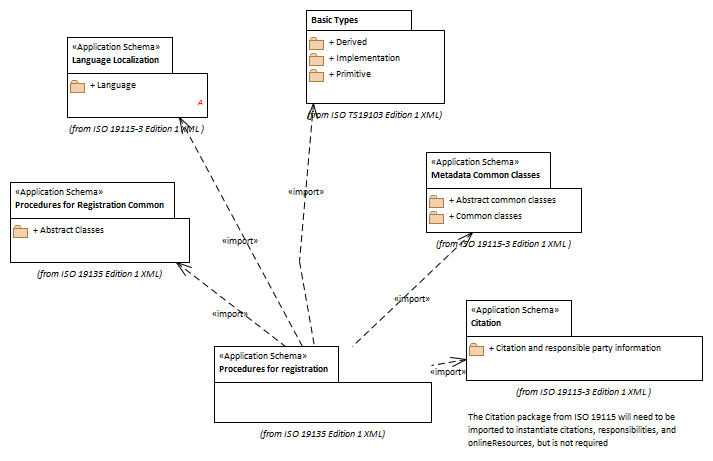 Basic Types
+ Derived
+ Implementation
+ Primitive
(from ISO TS19103 Edition 1 XML)
«Application Schema»
Language Localization
+ Language
A
(from ISO 19115-3 Edition 1 XML )
«Application Schema»
Metadata Common Classes
+ Abstract common classes
+ Common classes
(from ISO 19115-3 Edition 1 XML )
«Application Schema»
Procedures for Registration Common
+ Abstract Classes
(from ISO 19135 Edition 1 XML)
«import»
«import»
«import»
«import»
«import»
«Application Schema»
Citation
+ Citation and responsible party information
(from ISO 19115-3 Edition 1 XML )
«Application Schema»
Procedures for registration
(from ISO 19135 Edition 1 XML)
The Citation package from ISO 19115 will need to be
imported to instantiate citations, responsibilities, and
onlineResources, but is not required